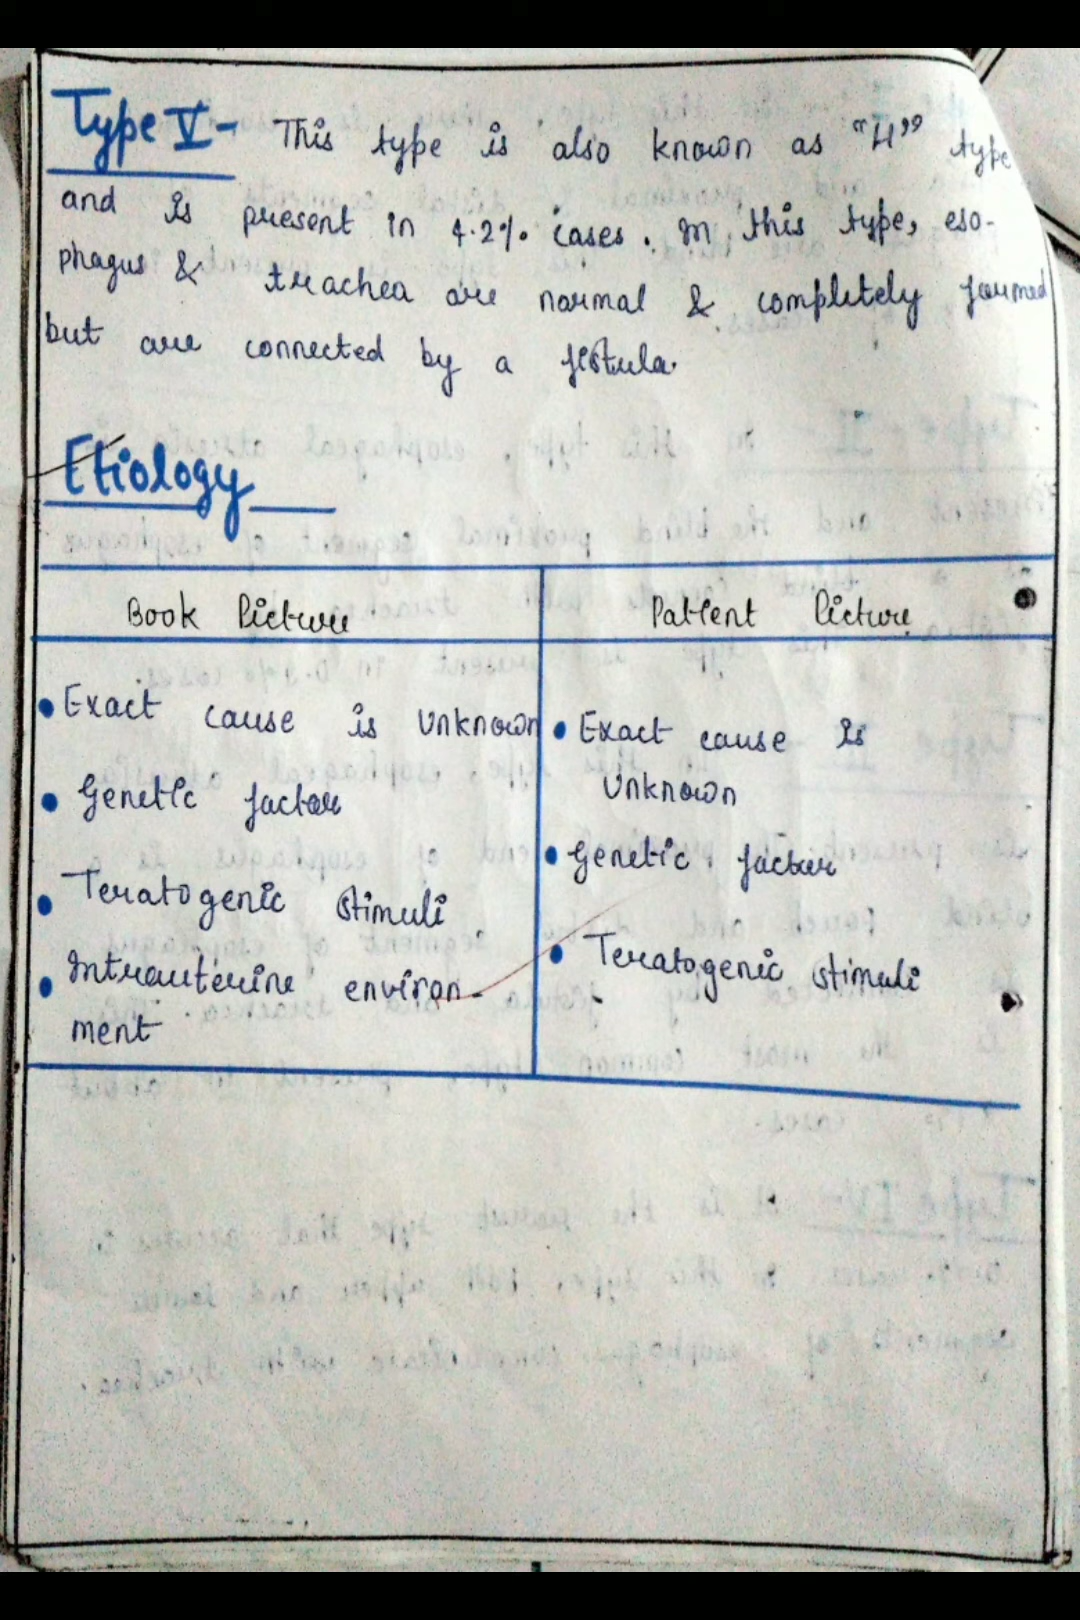 Type V- This type is also known as "H" type
and is present in 4.2% cases. In this type, eso-
phagus & trachea are normal & completely formed
but are connected by a fistula.
Etiology
Book Picture
Patient Picture
• Exact cause is unknown
• Genetic factor
• Teratogenic stimuli
• Intrauterine environ-
ment
• Exact cause is
unknown
• Genetic factor
• Teratogenic stimuli